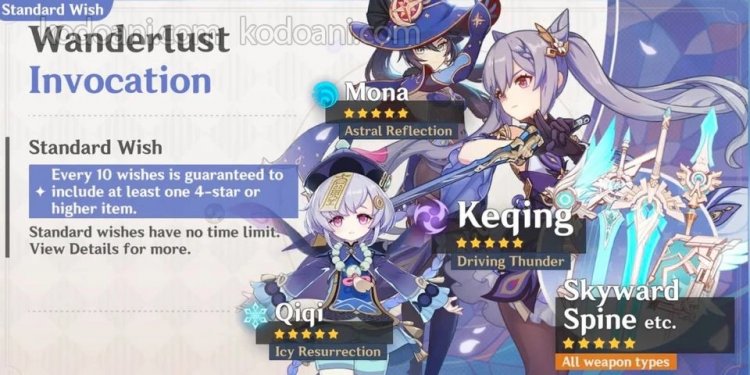 Standard Wish
kodoani.com kodoani.com
Wanderlust
Invocation
Mona
Astral Reflection
Standard Wish
Every 10 wishes is guaranteed to
include at least one 4-star or
higher item.
Standard wishes have no time limit.
View Details for more.
Keqing
Driving Thunder
Qiqi
Icy Resurrection
Skyward
Spine etc.
All weapon types